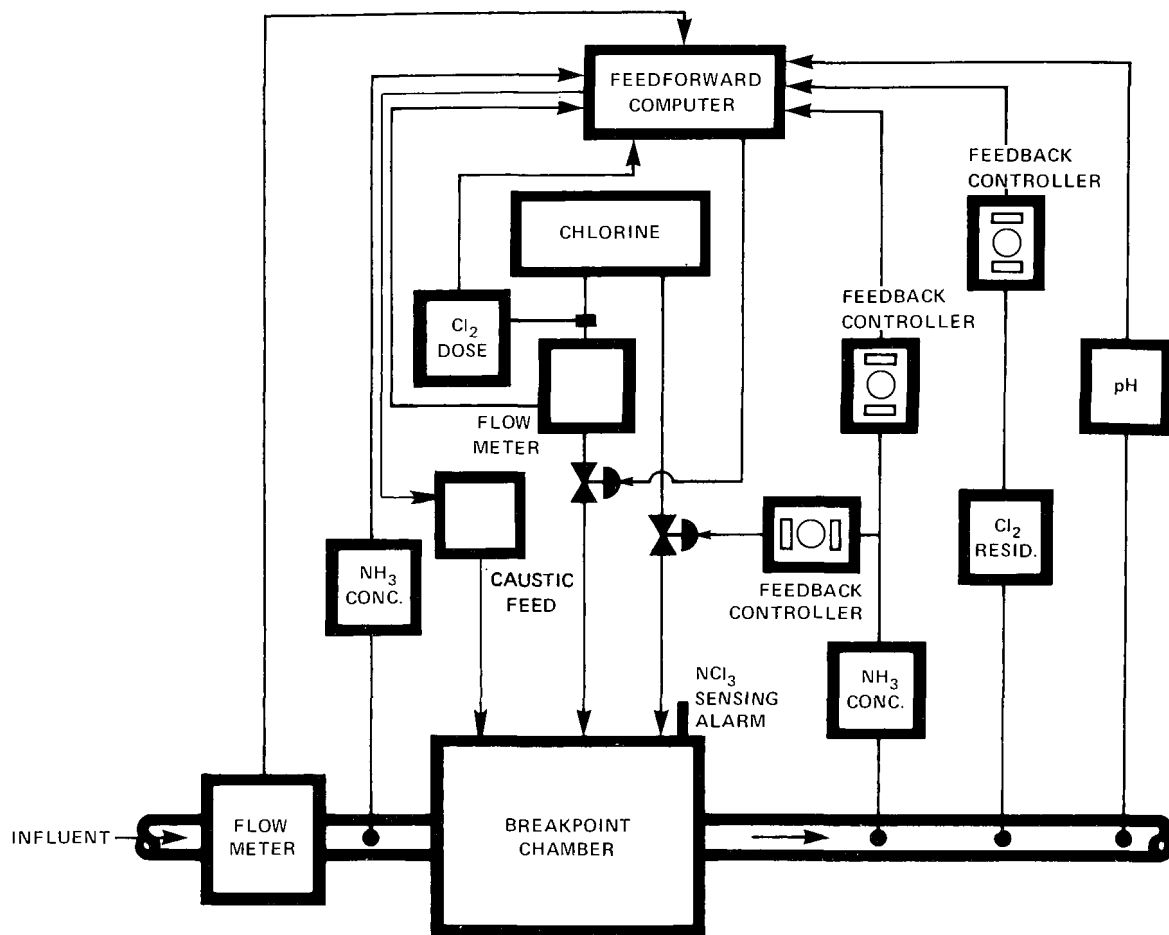 FEEDFORWARD
COMPUTER
FEEDBACK
CONTROLLER
CHLORINE
FEEDBACK
CONTROLLER
Cl₂
DOSE
pH
FLOW
METER
CAUSTIC
FEED
NH₃
CONC.
Cl₂
RESID.
FEEDBACK
CONTROLLER
NCl₃
SENSING
ALARM
NH₃
CONC.
INFLUENT
FLOW
METER
BREAKPOINT
CHAMBER